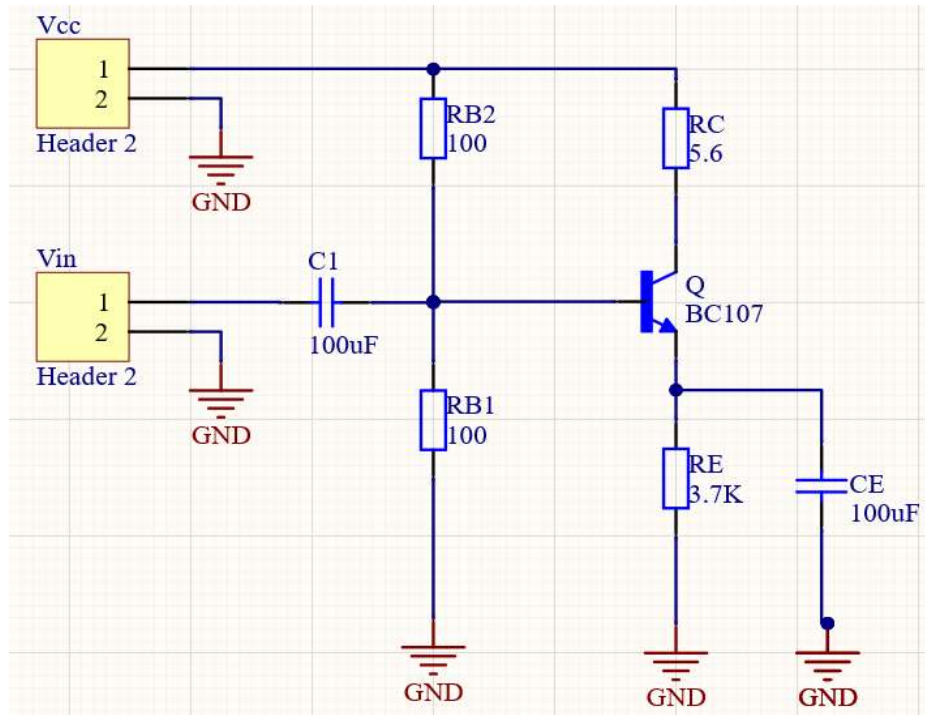 Vcc
1
2
Header 2
GND
RB2
100
RC
5.6
Vin
1
2
Header 2
GND
C1
100uF
Q
BC107
RB1
100
RE
3.7K
CE
100uF
GND
GND
GND